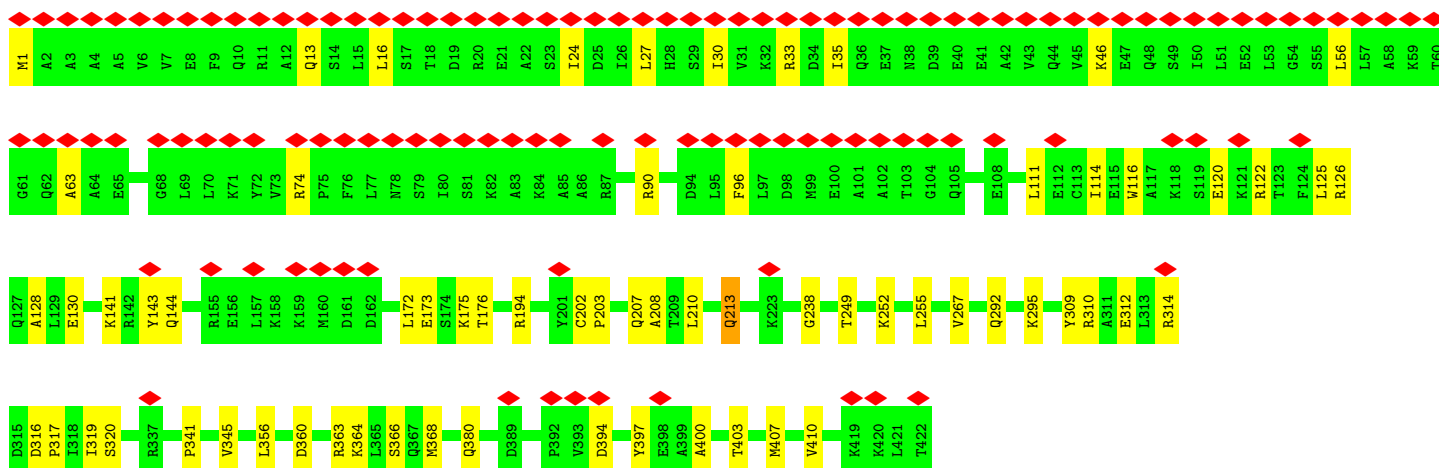 M1 A2 A3 A4 A5 V6 V7 E8 F9 Q10 R11 A12 Q13 S14 L15 L16 S17 T18 D19 R20 E21 A22 S23 I24 D25 I26 L27 H28 S29 I30 V31 K32 R33 D34 I35 Q36 E37 N38 D39 E40 E41 A42 V43 Q44 V45 K46 E47 Q48 S49 I50 L51 E52 L53 G54 S55 L56 L57 A58 K59 T60
G61 Q62 A63 A64 E65 G68 L69 L70 K71 Y72 V73 R74 P75 F76 L77 N78 S79 I80 S81 K82 A83 K84 A85 A86 R87 R90 D94 L95 F96 L97 D98 M99 E100 A101 A102 T103 G104 Q105 E108 L111 E112 C113 I114 E115 W116 A117 K118 S119 E120 K121 R122 T123 F124 L125 R126
Q127 A128 L129 E130 K141 R142 Y143 Q144 R155 E156 L157 K158 K159 M160 D161 D162 L172 E173 S174 K175 T176 R194 Y201 C202 P203 Q207 A208 T209 L210 Q213 K223 G238 T249 K252 L255 V267 Q292 K295 Y309 R310 A311 E312 L313 R314
D315 D316 P317 I318 I319 S320 R337 P341 V345 L356 D360 R363 K364 L365 S366 Q367 M368 Q380 D389 P392 V393 D394 Y397 E398 A399 A400 T403 M407 V410 K419 K420 L421 T422